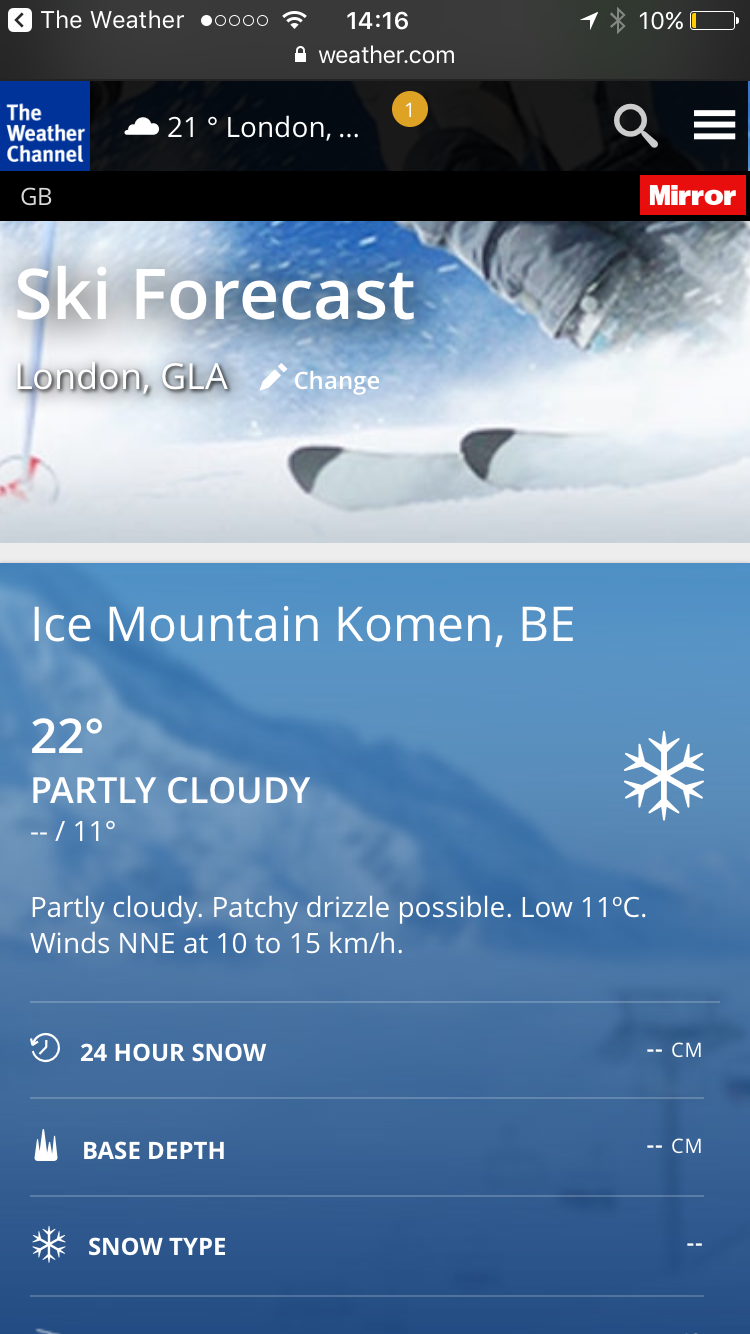 The Weather 14:16 10%
weather.com
The Weather Channel
21 ° London, ...
1
GB
Mirror
Ski Forecast
London, GLA Change
Ice Mountain Komen, BE
22°
PARTLY CLOUDY
-- / 11°
Partly cloudy. Patchy drizzle possible. Low 11ºC.
Winds NNE at 10 to 15 km/h.
24 HOUR SNOW -- CM
BASE DEPTH -- CM
SNOW TYPE --